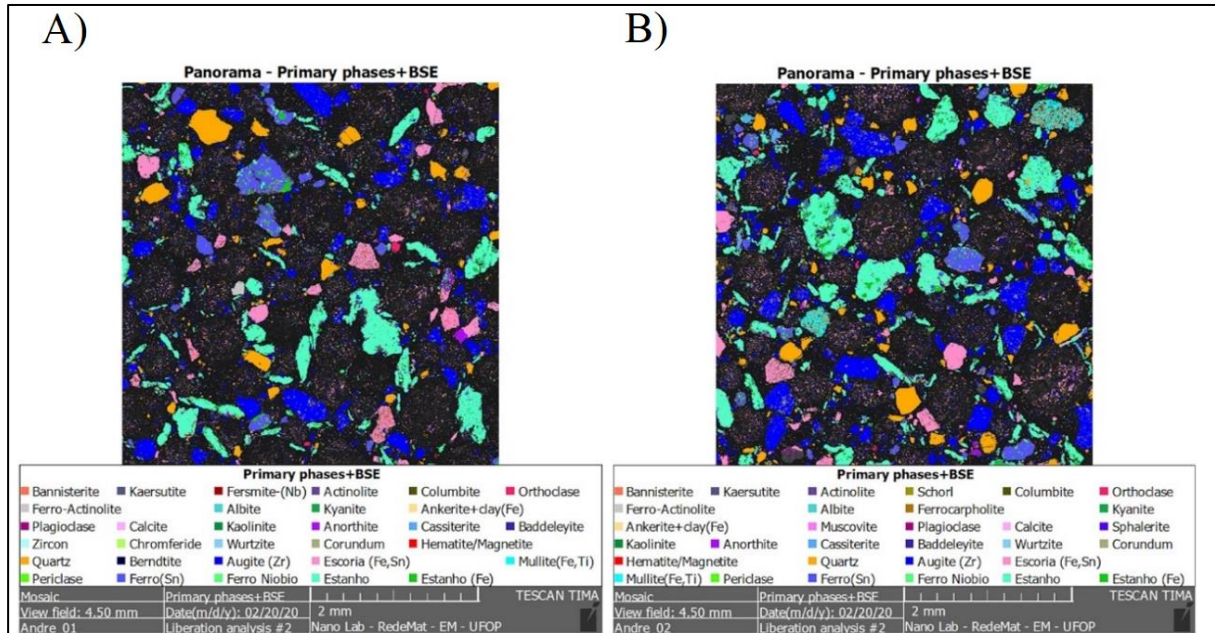 A)
Panorama - Primary phases+BSE
Primary phases+BSE
Bannisterite Kaersutite Fersmite-(Nb) Actinolite Columbite Orthoclase
Ferro-Actinolite Albite Kyanite Ankerite+clay(Fe)
Plagioclase Calcite Kaolinite Anorthite Cassiterite Baddeleyite
Zircon Chromferide Wurtzite Corundum Hematite/Magnetite
Quartz Berndtite Augite (Zr) Escoria (Fe,Sn) Mullite(Fe,Ti)
Periclase Ferro(Sn) Ferro Niobio Estanho Estanho (Fe)
Mosaic Primary phases+BSE TESCAN TIMA
View field: 4.50 mm Date(m/d/y): 02/20/20 2 mm
Andre_01 Liberation analysis #2 Nano Lab - RedeMat - EM - UFOP
B)
Panorama - Primary phases+BSE
Primary phases+BSE
Bannisterite Kaersutite Actinolite Schorl Columbite Orthoclase
Ferro-Actinolite Albite Ferrocarpholite Kyanite
Ankerite+clay(Fe) Muscovite Plagioclase Calcite Sphalerite
Kaolinite Anorthite Cassiterite Baddeleyite Wurtzite Corundum
Hematite/Magnetite Quartz Augite (Zr) Escoria (Fe,Sn)
Mullite(Fe,Ti) Periclase Ferro(Sn) Ferro Niobio Estanho Estanho (Fe)
Mosaic Primary phases+BSE TESCAN TIMA
View field: 4.50 mm Date(m/d/y): 02/20/20 2 mm
Andre_02 Liberation analysis #2 Nano Lab - RedeMat - EM - UFOP